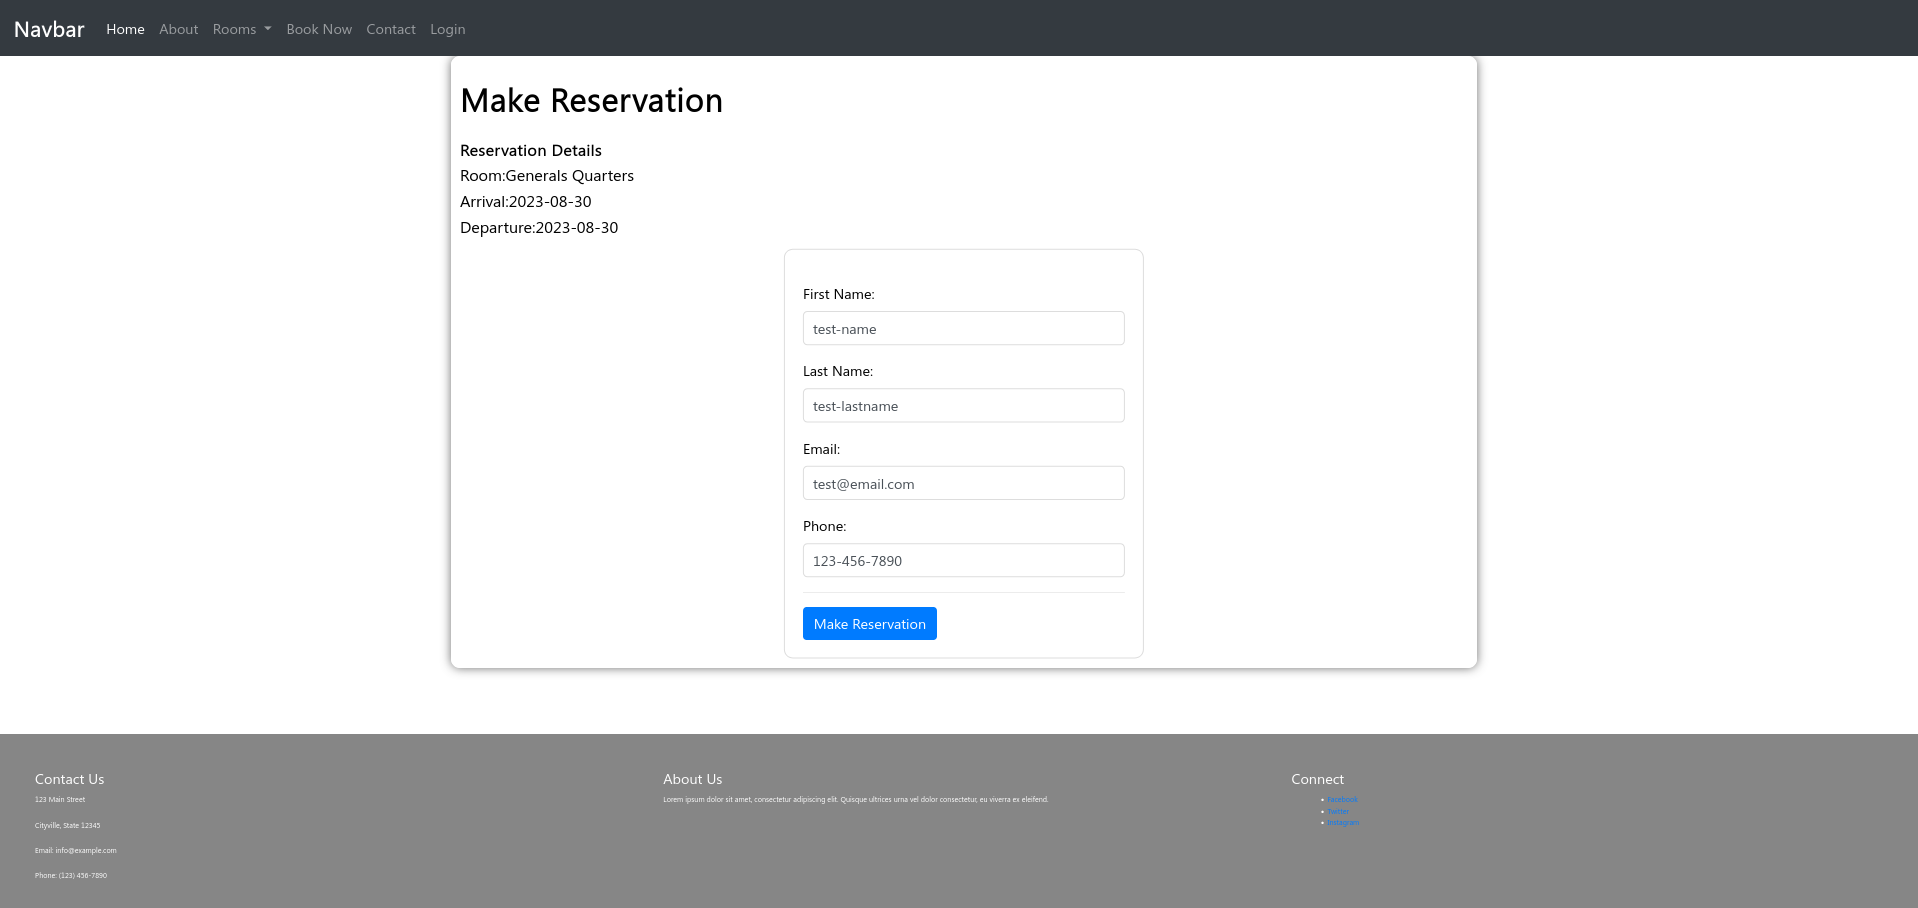 Navbar Home About Rooms Book Now Contact Login
Make Reservation
Reservation Details
Room:Generals Quarters
Arrival:2023-08-30
Departure:2023-08-30
First Name:
test-name
Last Name:
test-lastname
Email:
test@email.com
Phone:
123-456-7890
Make Reservation
Contact Us
123 Main Street
Cityville, State 12345
Email: info@example.com
Phone: (123) 456-7890
About Us
Lorem ipsum dolor sit amet, consectetur adipiscing elit. Quisque ultrices urna vel dolor consectetur, eu viverra ex eleifend.
Connect
Facebook
Twitter
Instagram